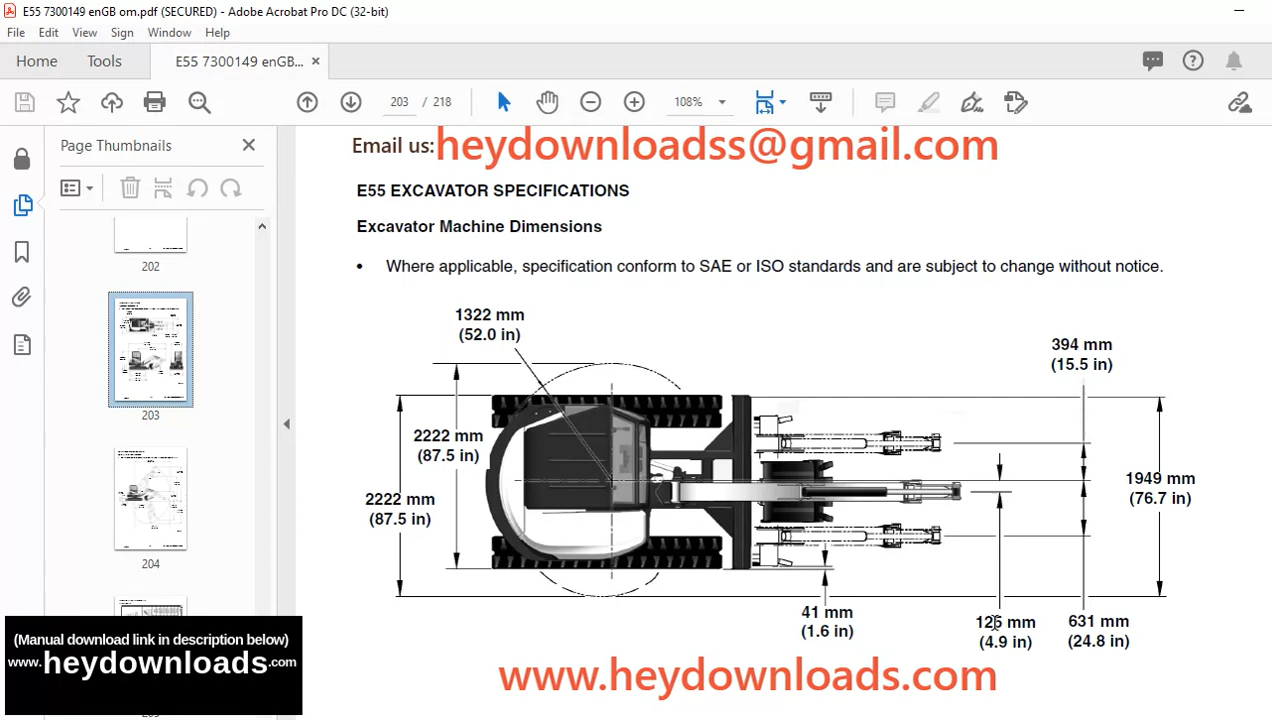 E55 7300149 enGB om.pdf (SECURED) - Adobe Acrobat Pro DC (32-bit)
File Edit View Sign Window Help
Home Tools E55 7300149 enGB... ×
203 / 218 108%
Page Thumbnails
202
203
204
Email us:heydownloadss@gmail.com
E55 EXCAVATOR SPECIFICATIONS
Excavator Machine Dimensions
• Where applicable, specification conform to SAE or ISO standards and are subject to change without notice.
1322 mm
(52.0 in)
394 mm
(15.5 in)
2222 mm
(87.5 in)
2222 mm
(87.5 in)
1949 mm
(76.7 in)
41 mm
(1.6 in)
mm
(4.9 in)
631 mm
(24.8 in)
(Manual download link in description below)
www.heydownloads.com
www.heydownloads.com